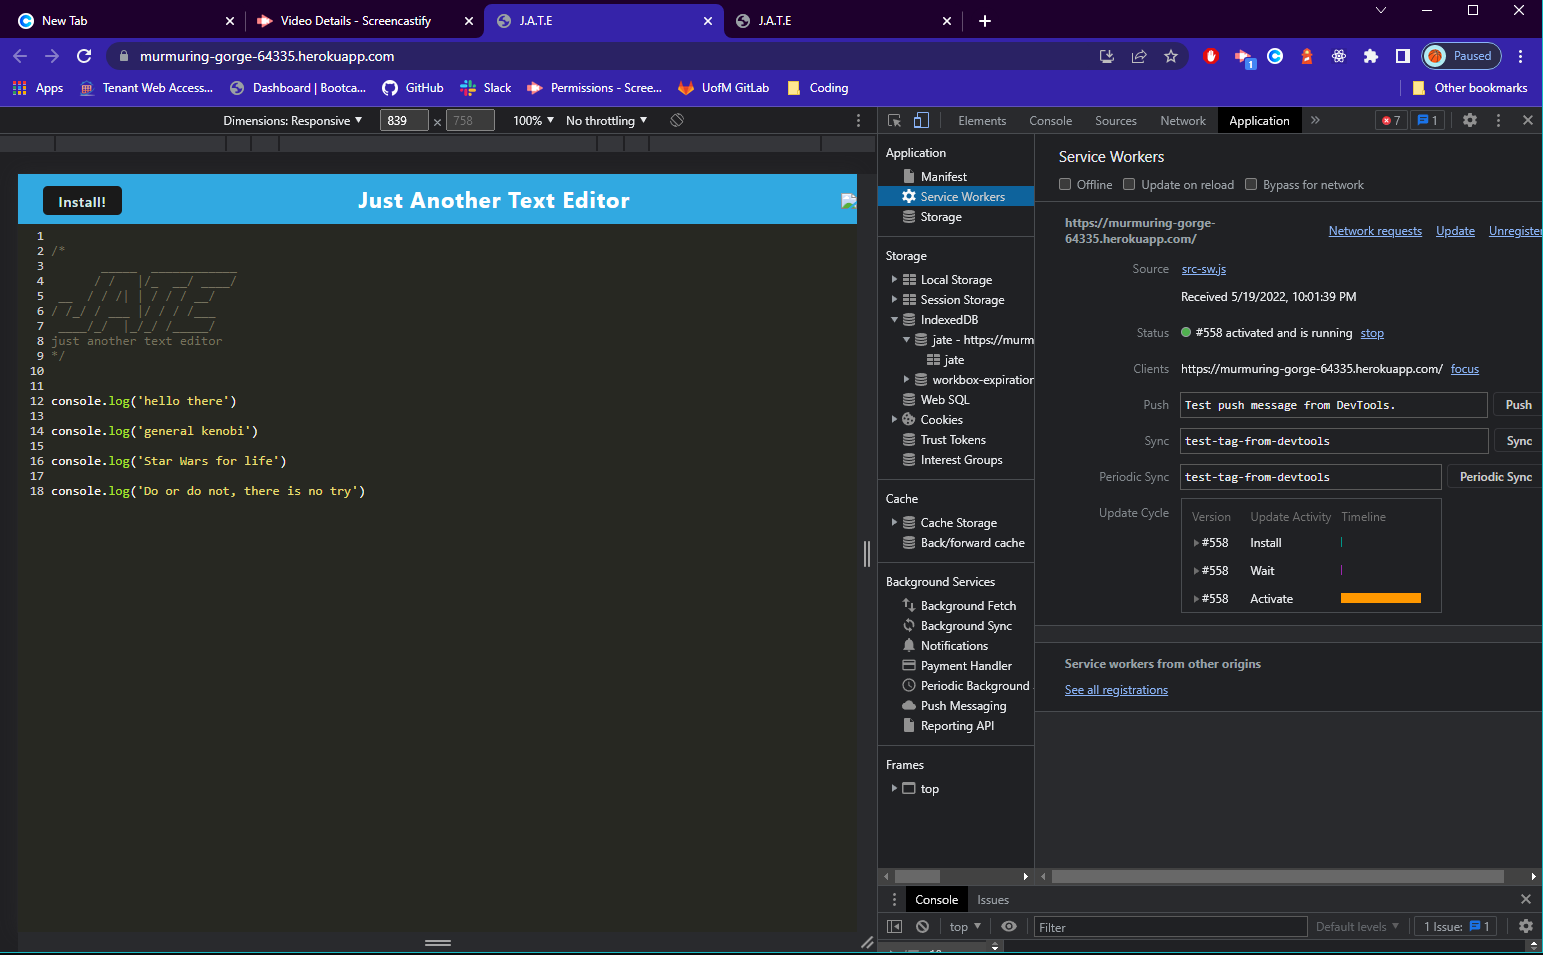 New Tab
Video Details - Screencastify
J.A.T.E
J.A.T.E
murmuring-gorge-64335.herokuapp.com
1
Paused
Apps
Tenant Web Access...
Dashboard | Bootca...
GitHub
Slack
Permissions - Scree...
UofM GitLab
Coding
Other bookmarks
Dimensions: Responsive
839
×
758
100%
No throttling
Elements
Console
Sources
Network
Application
»
7
1
Install!
Just Another Text Editor
1
2 /*
3        _____  ____________
4       / /   |/_  __/ ____/
5  __  / / /| | / / / __/
6 / /_/ / ___ |/ / / /___
7  ____/_/  |_/_/ /_____/
8 just another text editor
9 */
10
11
12 console.log('hello there')
13
14 console.log('general kenobi')
15
16 console.log('Star Wars for life')
17
18 console.log('Do or do not, there is no try')
Application
Manifest
Service Workers
Storage
Storage
Local Storage
Session Storage
IndexedDB
jate - https://murm
jate
workbox-expiration
Web SQL
Cookies
Trust Tokens
Interest Groups
Cache
Cache Storage
Back/forward cache
Background Services
Background Fetch
Background Sync
Notifications
Payment Handler
Periodic Background
Push Messaging
Reporting API
Frames
top
Service Workers
Offline
Update on reload
Bypass for network
https://murmuring-gorge-
64335.herokuapp.com/
Network requests
Update
Unregister
Source
src-sw.js
Received 5/19/2022, 10:01:39 PM
Status
#558 activated and is running
stop
Clients
https://murmuring-gorge-64335.herokuapp.com/
focus
Push
Test push message from DevTools.
Push
Sync
test-tag-from-devtools
Sync
Periodic Sync
test-tag-from-devtools
Periodic Sync
Update Cycle
Version
Update Activity
Timeline
#558
Install
#558
Wait
#558
Activate
Service workers from other origins
See all registrations
Console
Issues
top
Filter
Default levels
1 Issue:
1